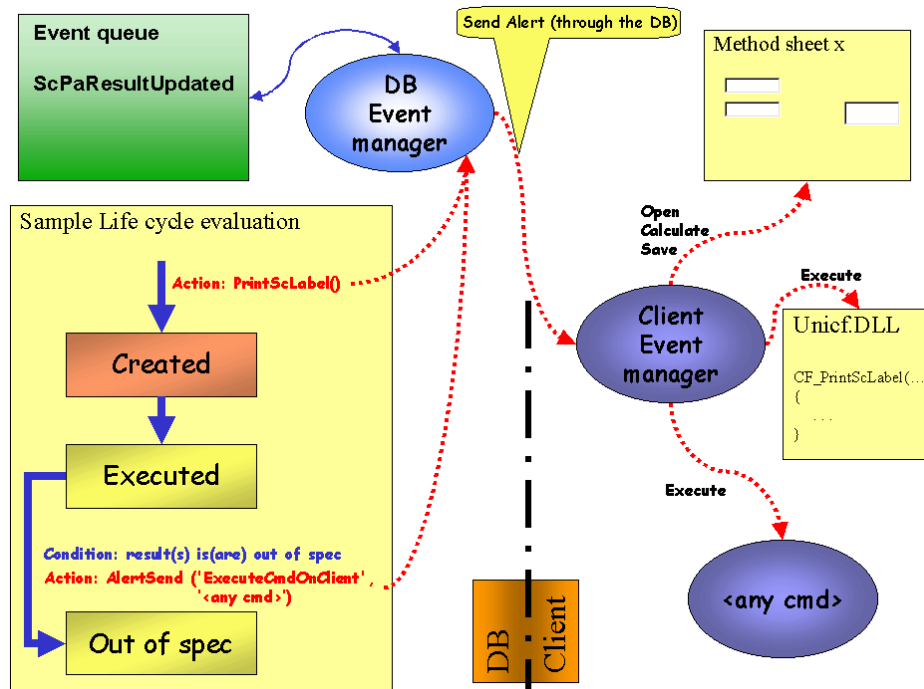 Event queue
ScPaResultUpdated
DB
Event
manager
Send Alert (through the DB)
Method sheet x
Sample Life cycle evaluation
Action: PrintScLabel()
Created
Executed
Condition: result(s) is(are) out of spec
Action: AlertSend ('ExecuteCmdOnClient',
'<any cmd>')
Out of spec
Open
Calculate
Save
Client
Event
manager
Execute
Unicf.DLL
CF_PrintScLabel(...
{
...
}
Execute
<any cmd>
DB
Client